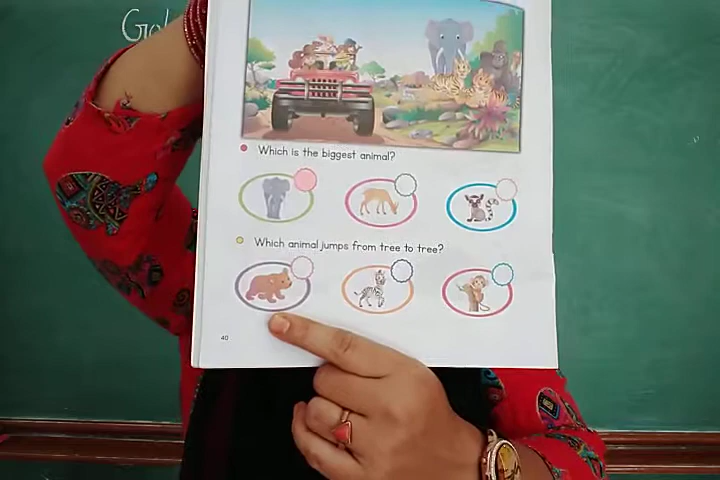 Which is the biggest animal?
Which animal jumps from tree to tree?
40